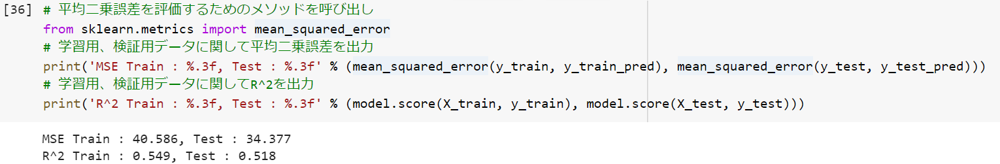 [36] # 平均二乗誤差を評価するためのメソッドを呼び出し
from sklearn.metrics import mean_squared_error
# 学習用、検証用データに関して平均二乗誤差を出力
print('MSE Train : %.3f, Test : %.3f' % (mean_squared_error(y_train, y_train_pred), mean_squared_error(y_test, y_test_pred)))
# 学習用、検証用データに関してR^2を出力
print('R^2 Train : %.3f, Test : %.3f' % (model.score(X_train, y_train), model.score(X_test, y_test)))
MSE Train : 40.586, Test : 34.377
R^2 Train : 0.549, Test : 0.518